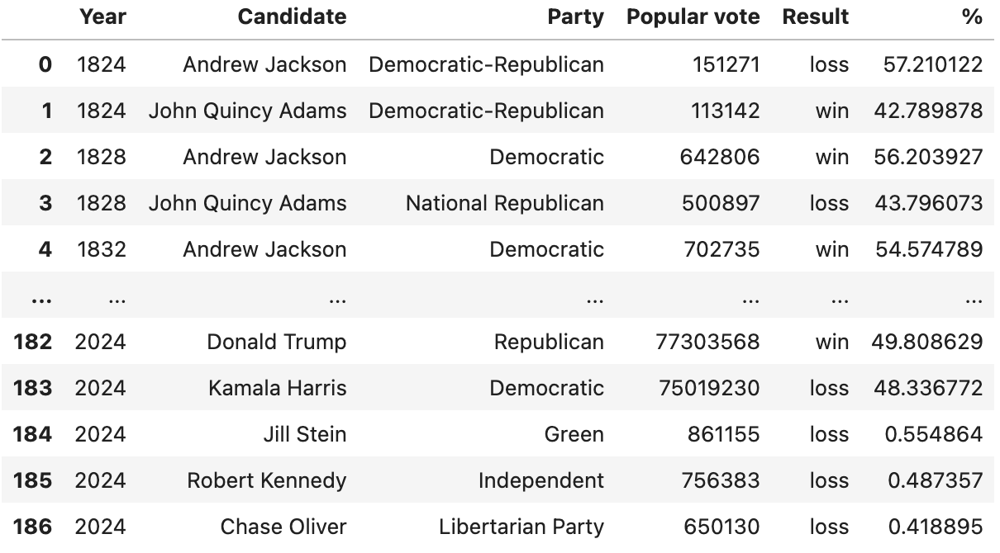 Year Candidate Party Popular vote Result %
0 1824 Andrew Jackson Democratic-Republican 151271 loss 57.210122
1 1824 John Quincy Adams Democratic-Republican 113142 win 42.789878
2 1828 Andrew Jackson Democratic 642806 win 56.203927
3 1828 John Quincy Adams National Republican 500897 loss 43.796073
4 1832 Andrew Jackson Democratic 702735 win 54.574789
... ... ... ... ... ... ...
182 2024 Donald Trump Republican 77303568 win 49.808629
183 2024 Kamala Harris Democratic 75019230 loss 48.336772
184 2024 Jill Stein Green 861155 loss 0.554864
185 2024 Robert Kennedy Independent 756383 loss 0.487357
186 2024 Chase Oliver Libertarian Party 650130 loss 0.418895